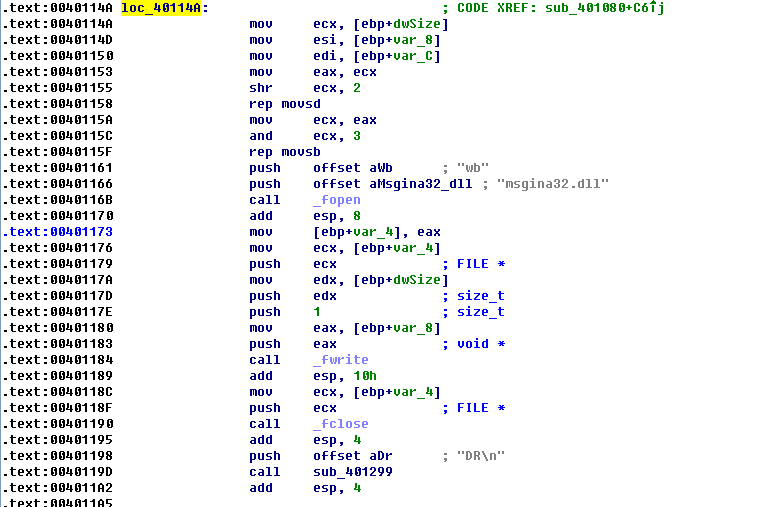 .text:0040114A loc_40114A: ; CODE XREF: sub_401080+C6↑j
.text:0040114A mov ecx, [ebp+dwSize]
.text:0040114D mov esi, [ebp+var_8]
.text:00401150 mov edi, [ebp+var_C]
.text:00401153 mov eax, ecx
.text:00401155 shr ecx, 2
.text:00401158 rep movsd
.text:0040115A mov ecx, eax
.text:0040115C and ecx, 3
.text:0040115F rep movsb
.text:00401161 push offset aWb ; "wb"
.text:00401166 push offset aMsgina32_dll ; "msgina32.dll"
.text:0040116B call _fopen
.text:00401170 add esp, 8
.text:00401173 mov [ebp+var_4], eax
.text:00401176 mov ecx, [ebp+var_4]
.text:00401179 push ecx ; FILE *
.text:0040117A mov edx, [ebp+dwSize]
.text:0040117D push edx ; size_t
.text:0040117E push 1 ; size_t
.text:00401180 mov eax, [ebp+var_8]
.text:00401183 push eax ; void *
.text:00401184 call _fwrite
.text:00401189 add esp, 10h
.text:0040118C mov ecx, [ebp+var_4]
.text:0040118F push ecx ; FILE *
.text:00401190 call _fclose
.text:00401195 add esp, 4
.text:00401198 push offset aDr ; "DR\n"
.text:0040119D call sub_401299
.text:004011A2 add esp, 4
.text:004011A5